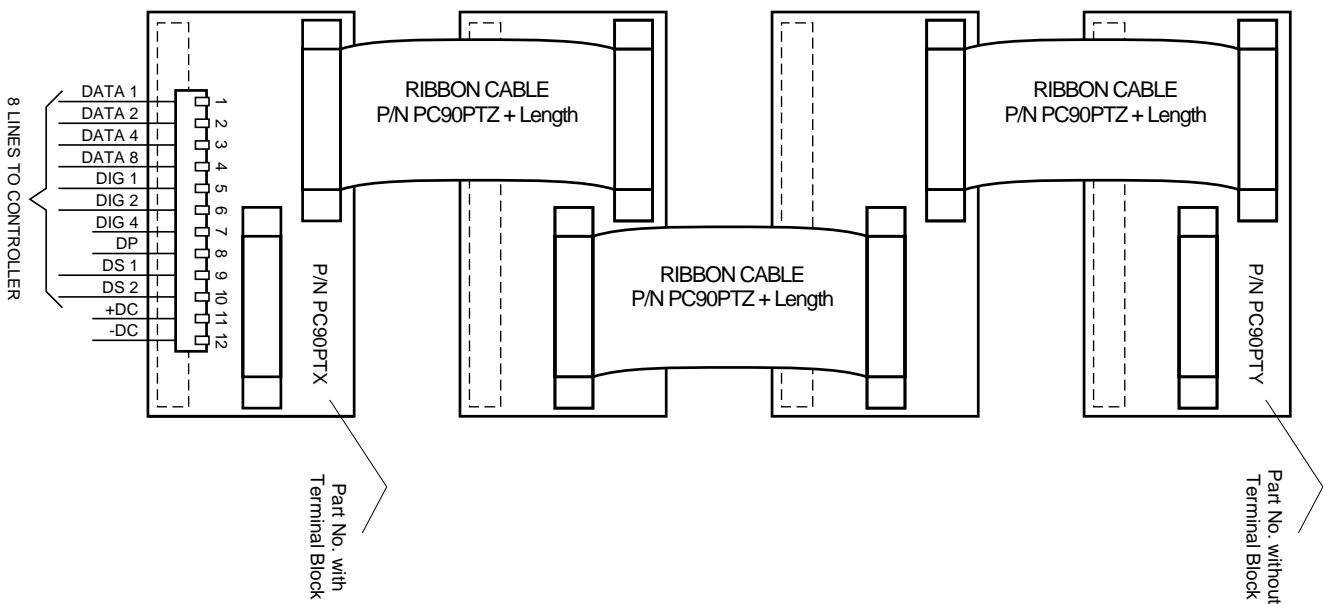 8 LINES TO CONTROLLER
DATA 1
DATA 2
DATA 4
DATA 8
DIG 1
DIG 2
DIG 4
DP
DS 1
DS 2
+DC
-DC
1
2
3
4
5
6
7
8
9
10
11
12
P/N PC90PTX
Part No. with
Terminal Block
RIBBON CABLE
P/N PC90PTZ + Length
RIBBON CABLE
P/N PC90PTZ + Length
RIBBON CABLE
P/N PC90PTZ + Length
P/N PC90PTY
Part No. without
Terminal Block